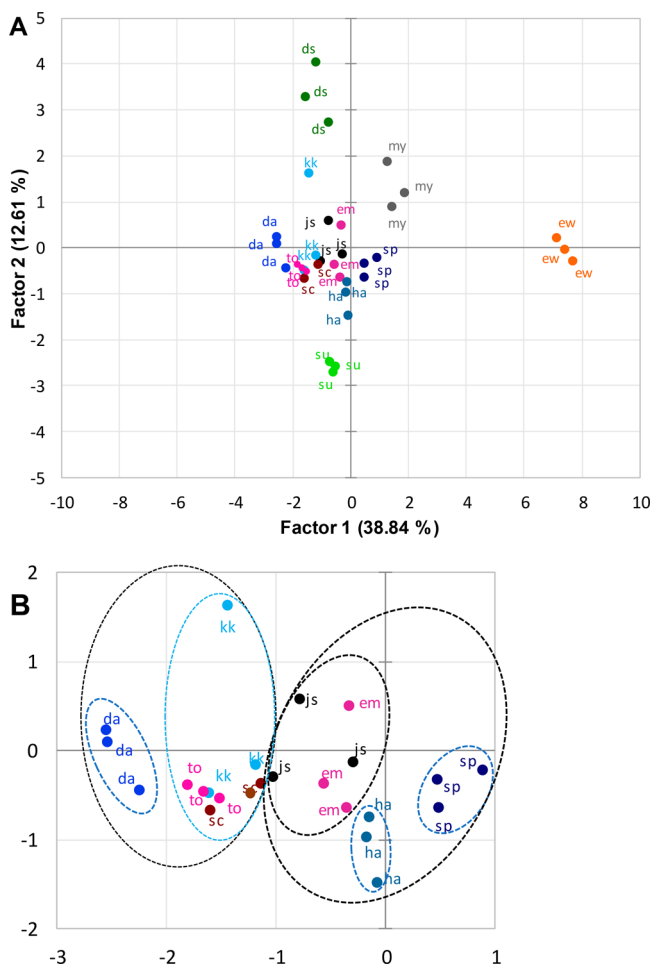 A
5
ds
4
ds
3
ds
2
my
kk
my
em
1
da
js
my
ew
0
da
kk
js
sp
ew
da
to
kk
js
em
sp
ew
-1
to
sc
em
sp
sc
ha
ha
ha
-2
su
su
-3
su
-4
-5
-10
-8
-6
-4
-2
0
2
4
6
8
10
Factor 2 (12.61 %)
Factor 1 (38.84 %)
B
2
kk
1
js
em
da
js
0
da
kk
js
sp
da
to
kk
sc
em
sp
to
to
em
sp
sc
ha
-1
ha
ha
-2
-3
-2
-1
0
1